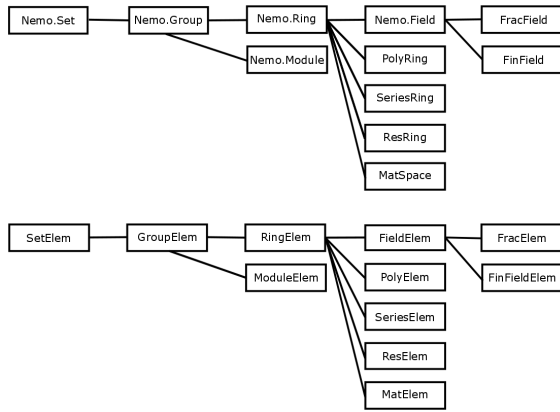 Nemo.Set
Nemo.Group
Nemo.Ring
Nemo.Field
FracField
Nemo.Module
PolyRing
FinField
SeriesRing
ResRing
MatSpace
SetElem
GroupElem
RingElem
FieldElem
FracElem
ModuleElem
PolyElem
FinFieldElem
SeriesElem
ResElem
MatElem